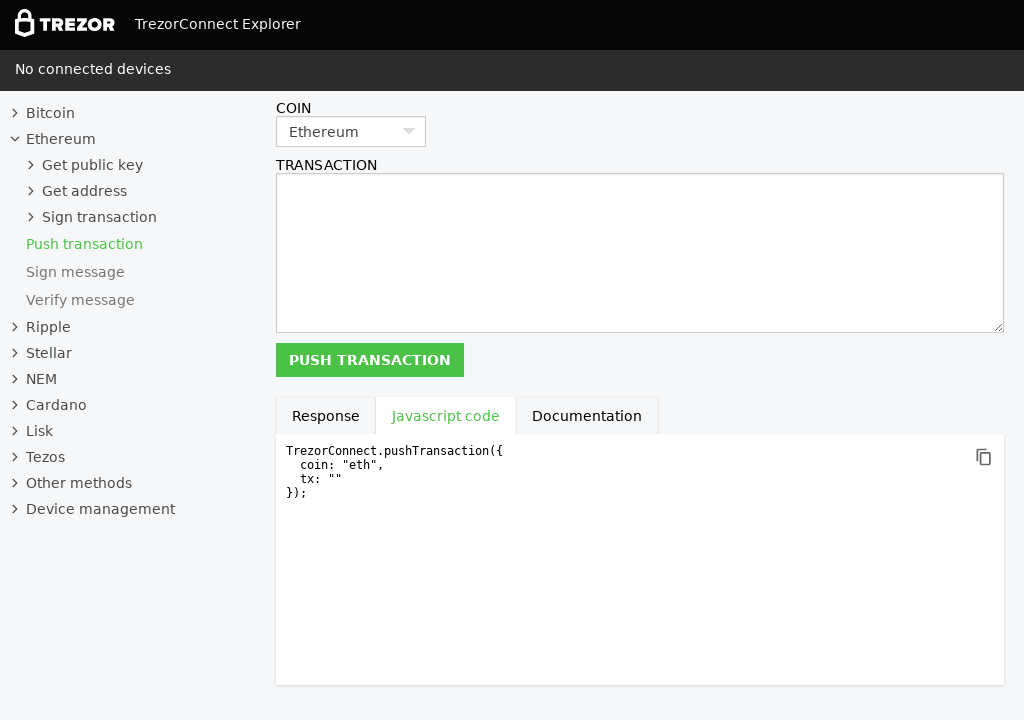 TREZOR TrezorConnect Explorer
No connected devices
Bitcoin
Ethereum
Get public key
Get address
Sign transaction
Push transaction
Sign message
Verify message
Ripple
Stellar
NEM
Cardano
Lisk
Tezos
Other methods
Device management
COIN
Ethereum
TRANSACTION
PUSH TRANSACTION
Response Javascript code Documentation
TrezorConnect.pushTransaction({
  coin: "eth",
  tx: ""
});